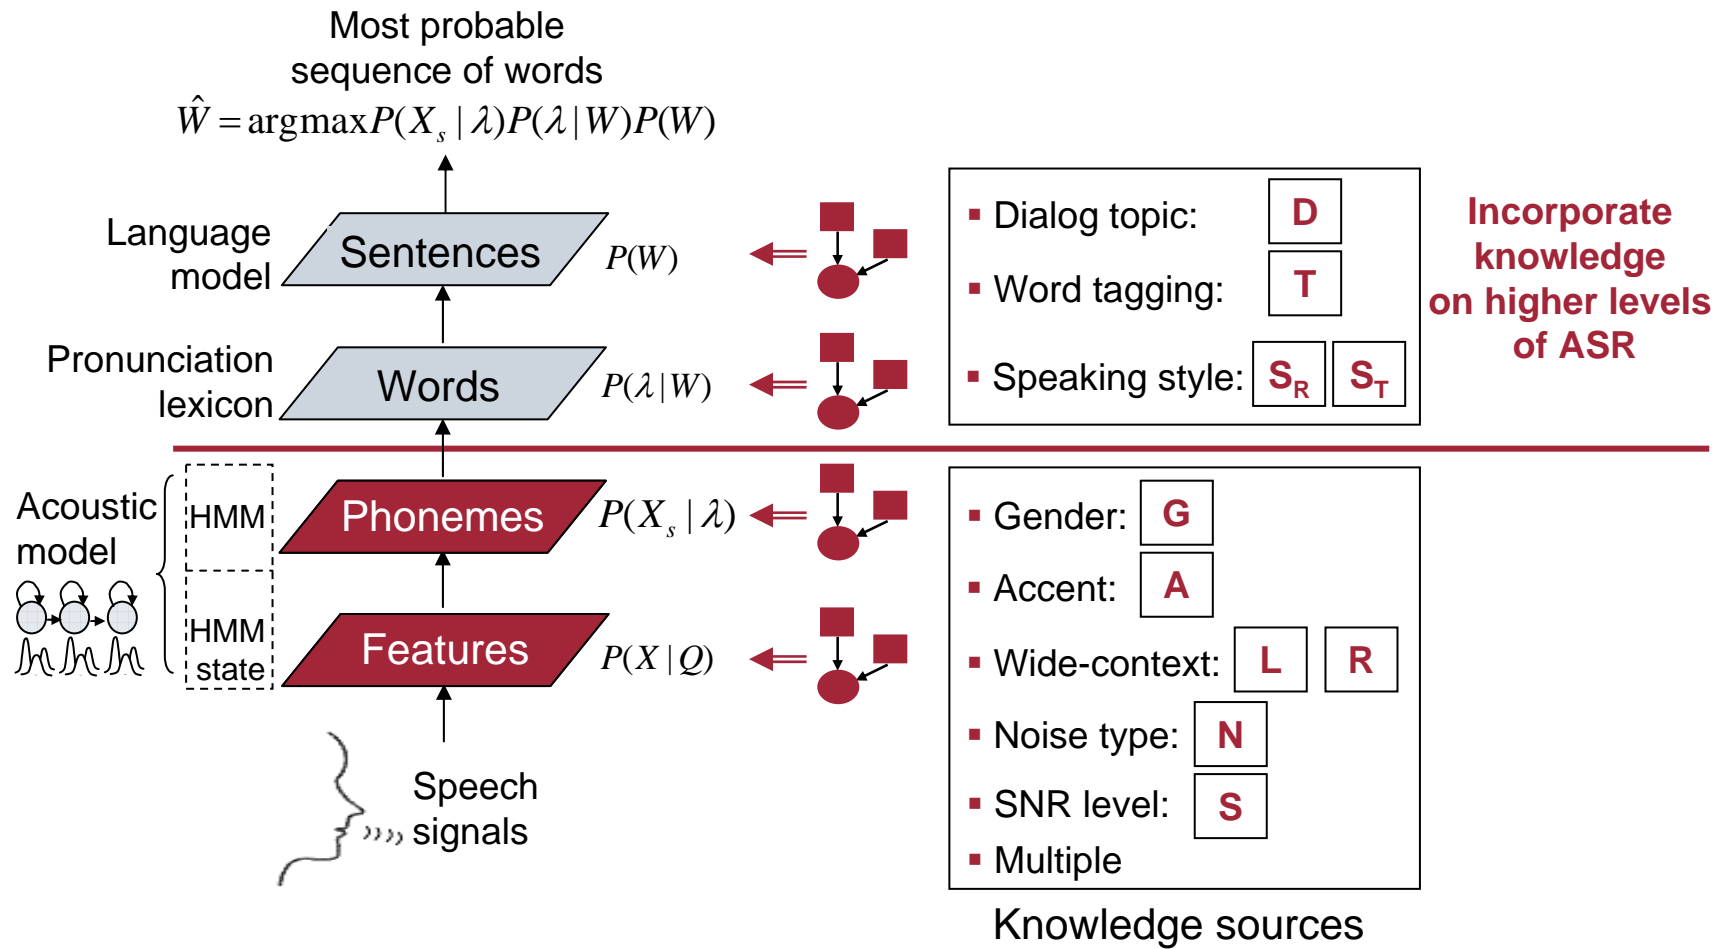 Most probable
sequence of words
Ŵ = argmax P(X_s | λ)P(λ | W)P(W)
Language
model
Sentences
P(W)
Pronunciation
lexicon
Words
P(λ | W)
Acoustic
model
HMM
Phonemes
P(X_s | λ)
HMM
state
Features
P(X | Q)
Speech
signals
▪ Dialog topic: D
▪ Word tagging: T
▪ Speaking style: S_R S_T
Incorporate
knowledge
on higher levels
of ASR
▪ Gender: G
▪ Accent: A
▪ Wide-context: L R
▪ Noise type: N
▪ SNR level: S
▪ Multiple
Knowledge sources